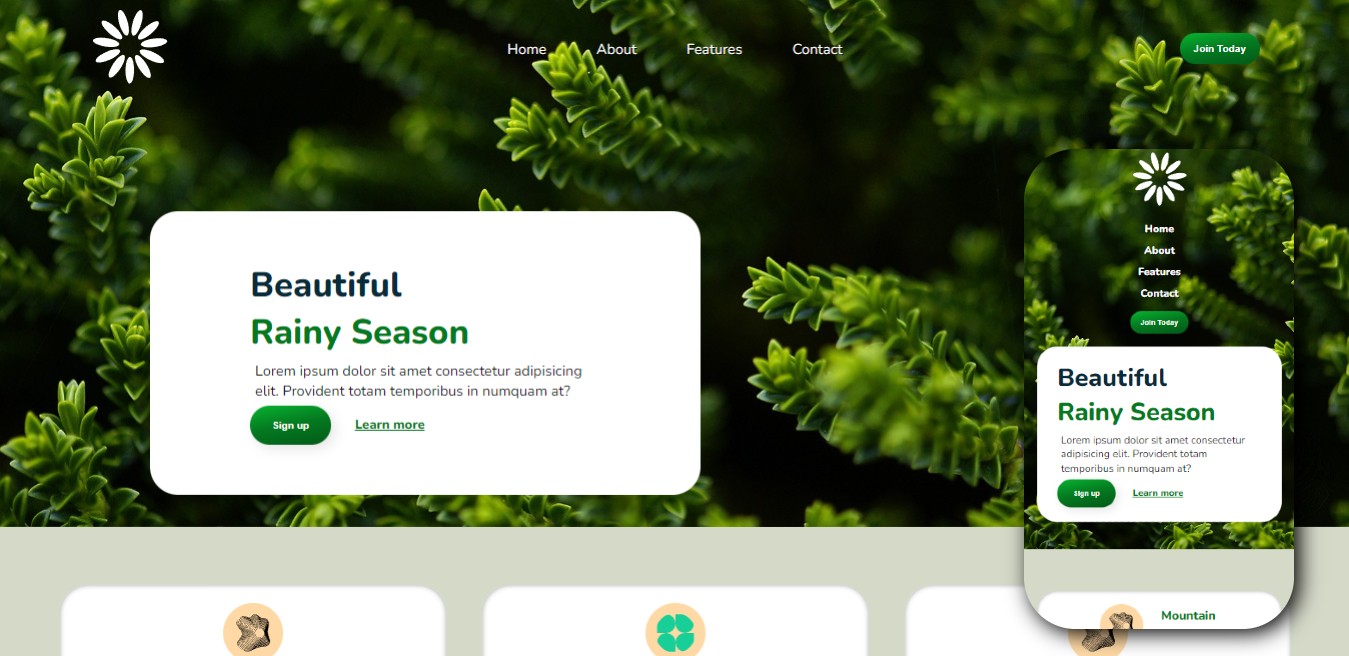 Home About Features Contact
Join Today
Beautiful
Rainy Season
Lorem ipsum dolor sit amet consectetur adipisicing
elit. Provident totam temporibus in numquam at?
Sign up Learn more
Home
About
Features
Contact
Join Today
Beautiful
Rainy Season
Lorem ipsum dolor sit amet consectetur
adipisicing elit. Provident totam
temporibus in numquam at?
Sign up Learn more
Mountain